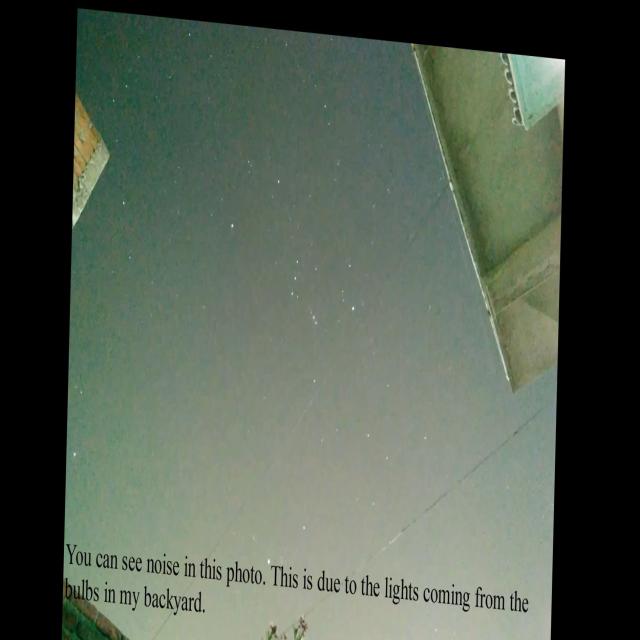 You can see noise in this photo. This is due to the lights coming from the
bulbs in my backyard.